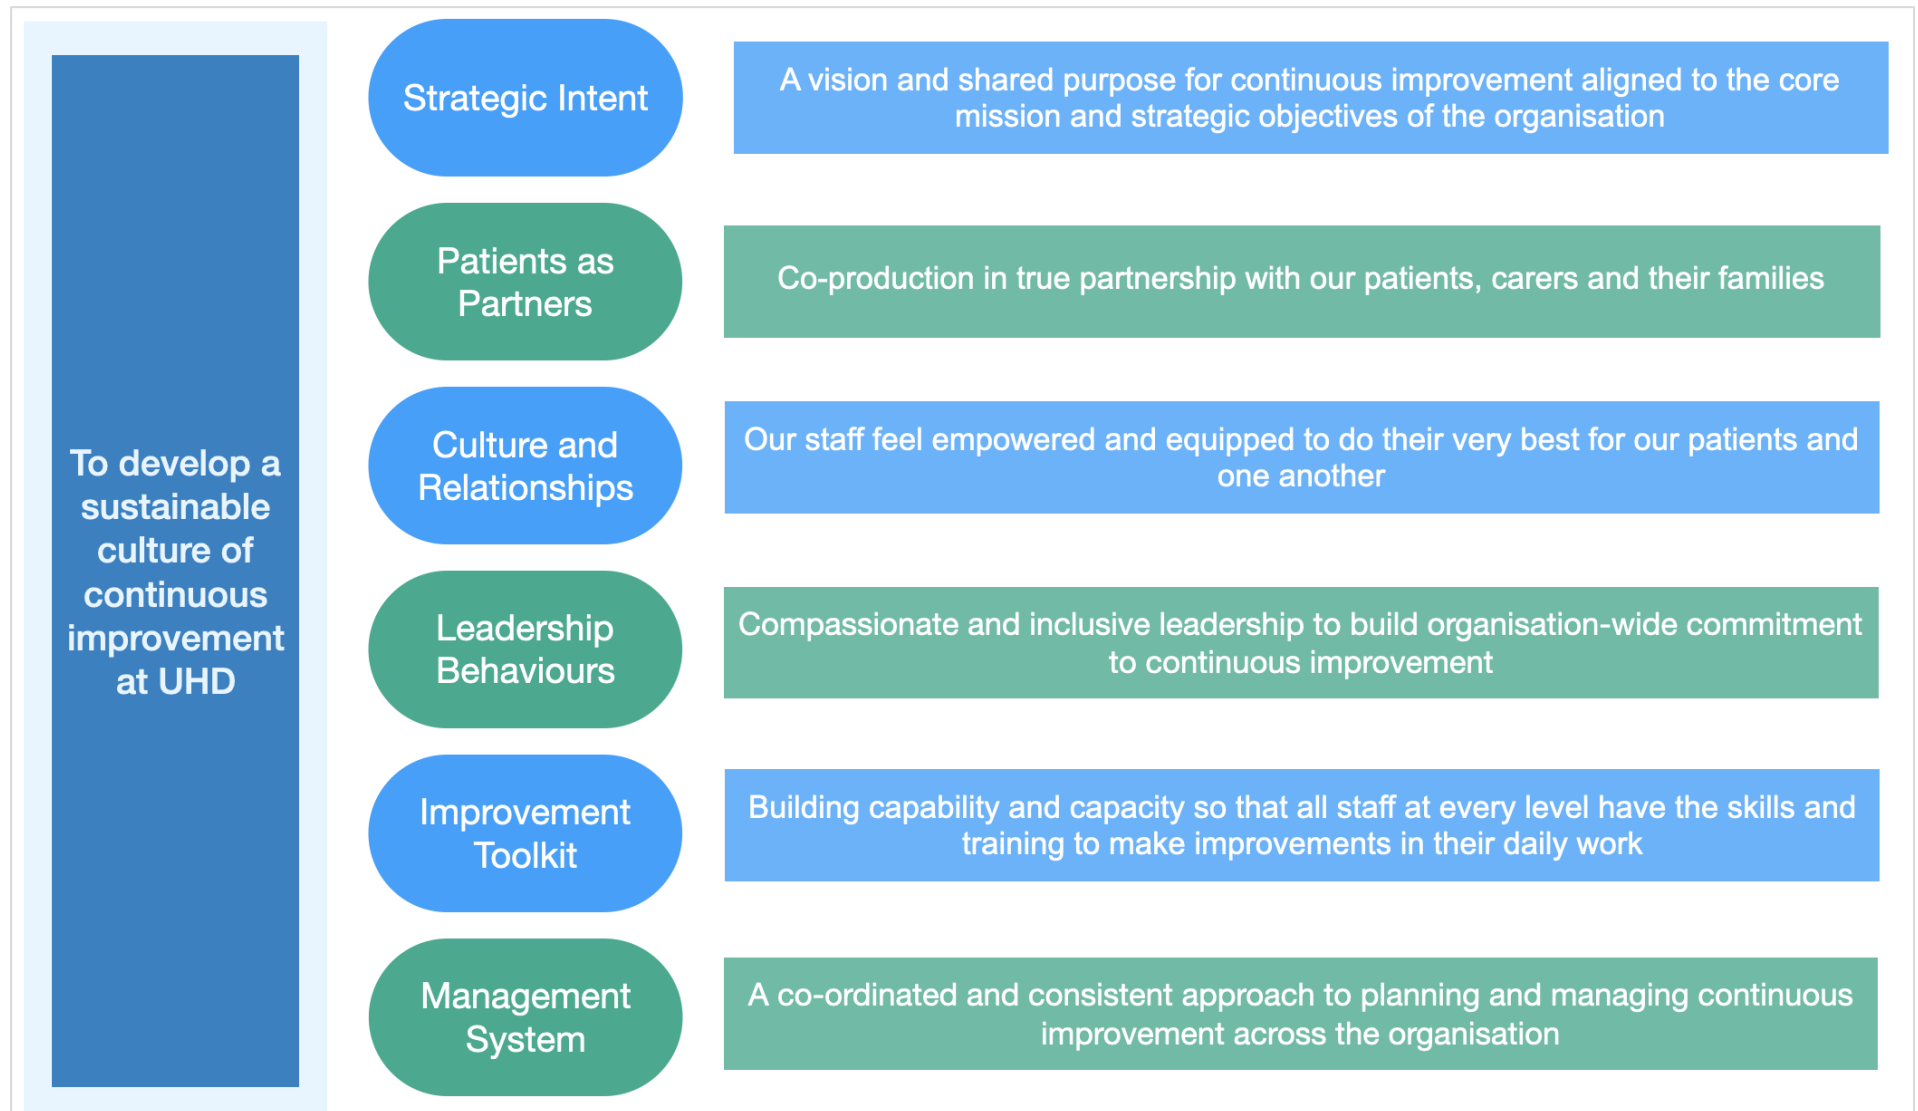 To develop a
sustainable
culture of
continuous
improvement
at UHD
Strategic Intent
A vision and shared purpose for continuous improvement aligned to the core
mission and strategic objectives of the organisation
Patients as
Partners
Co-production in true partnership with our patients, carers and their families
Culture and
Relationships
Our staff feel empowered and equipped to do their very best for our patients and
one another
Leadership
Behaviours
Compassionate and inclusive leadership to build organisation-wide commitment
to continuous improvement
Improvement
Toolkit
Building capability and capacity so that all staff at every level have the skills and
training to make improvements in their daily work
Management
System
A co-ordinated and consistent approach to planning and managing continuous
improvement across the organisation